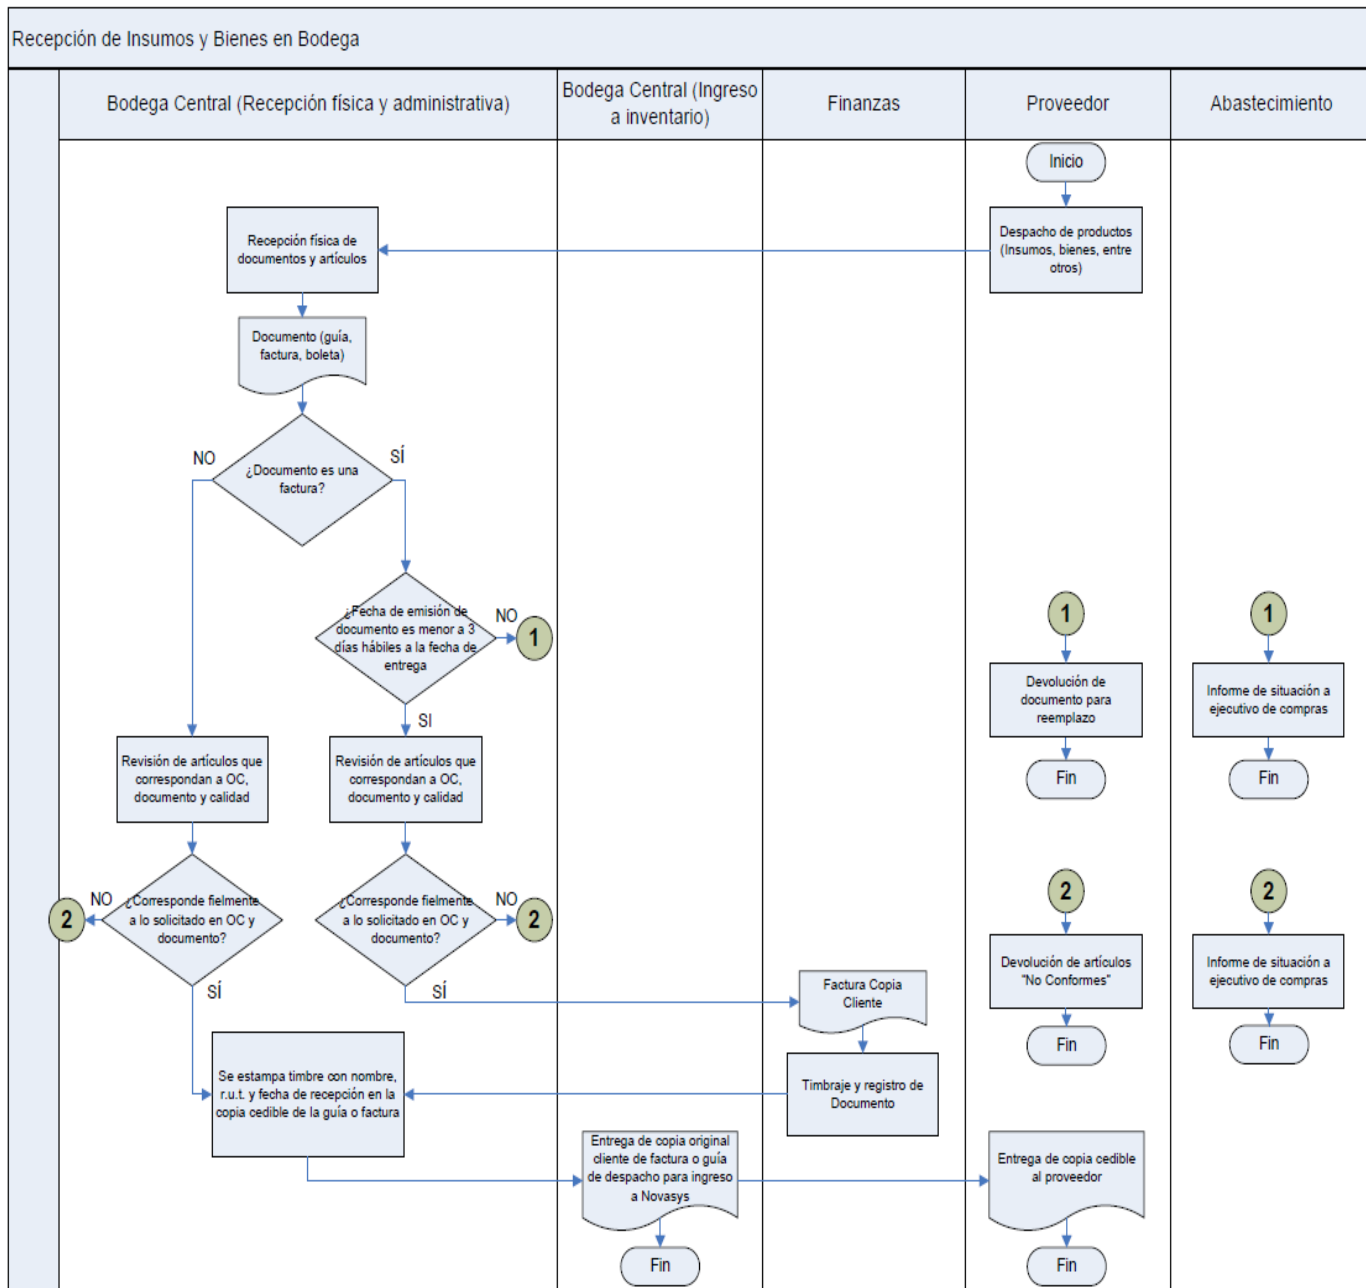 Recepción de Insumos y Bienes en Bodega
Bodega Central (Recepción física y administrativa)
Bodega Central (Ingreso
a inventario)
Finanzas
Proveedor
Abastecimiento
Inicio
Despacho de productos
(Insumos, bienes, entre
otros)
Recepción física de
documentos y artículos
Documento (guía,
factura, boleta)
¿Documento es una
factura?
NO
SÍ
¿Fecha de emisión de
documento es menor a 3
días hábiles a la fecha de
entrega
NO
1
SI
1
Devolución de
documento para
reemplazo
Fin
1
Informe de situación a
ejecutivo de compras
Fin
Revisión de artículos que
correspondan a OC,
documento y calidad
Revisión de artículos que
correspondan a OC,
documento y calidad
2
NO
¿Corresponde fielmente
a lo solicitado en OC y
documento?
SÍ
¿Corresponde fielmente
a lo solicitado en OC y
documento?
NO
2
SÍ
2
Devolución de artículos
"No Conformes"
Fin
2
Informe de situación a
ejecutivo de compras
Fin
Factura Copia
Cliente
Timbraje y registro de
Documento
Se estampa timbre con nombre,
r.u.t. y fecha de recepción en la
copia cedible de la guía o factura
Entrega de copia original
cliente de factura o guía
de despacho para ingreso
a Novasys
Fin
Entrega de copia cedible
al proveedor
Fin